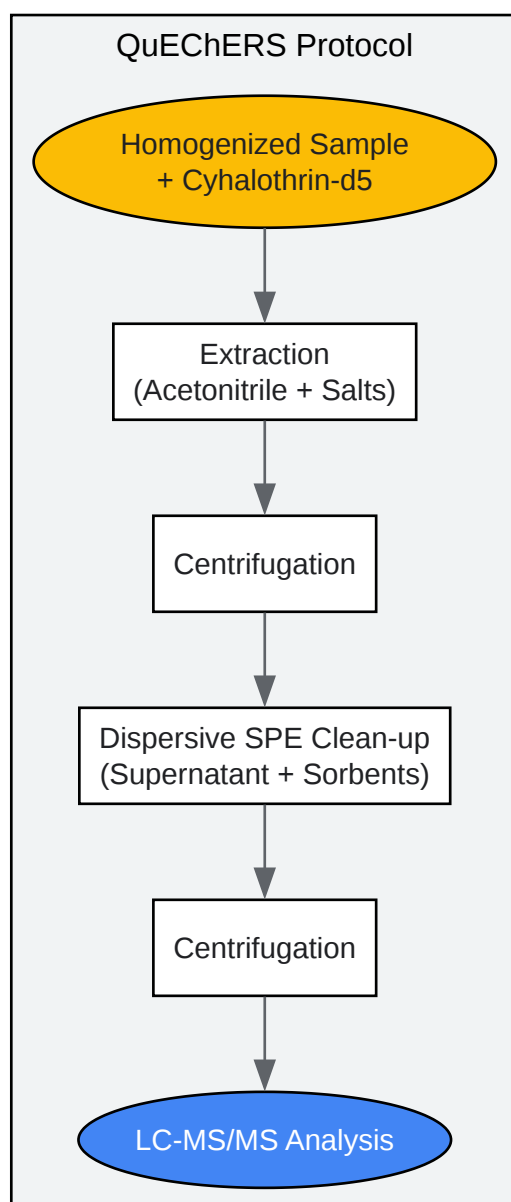 QuEChERS Protocol
Homogenized Sample
+ Cyhalothrin-d5
Extraction
(Acetonitrile + Salts)
Centrifugation
Dispersive SPE Clean-up
(Supernatant + Sorbents)
Centrifugation
LC-MS/MS Analysis